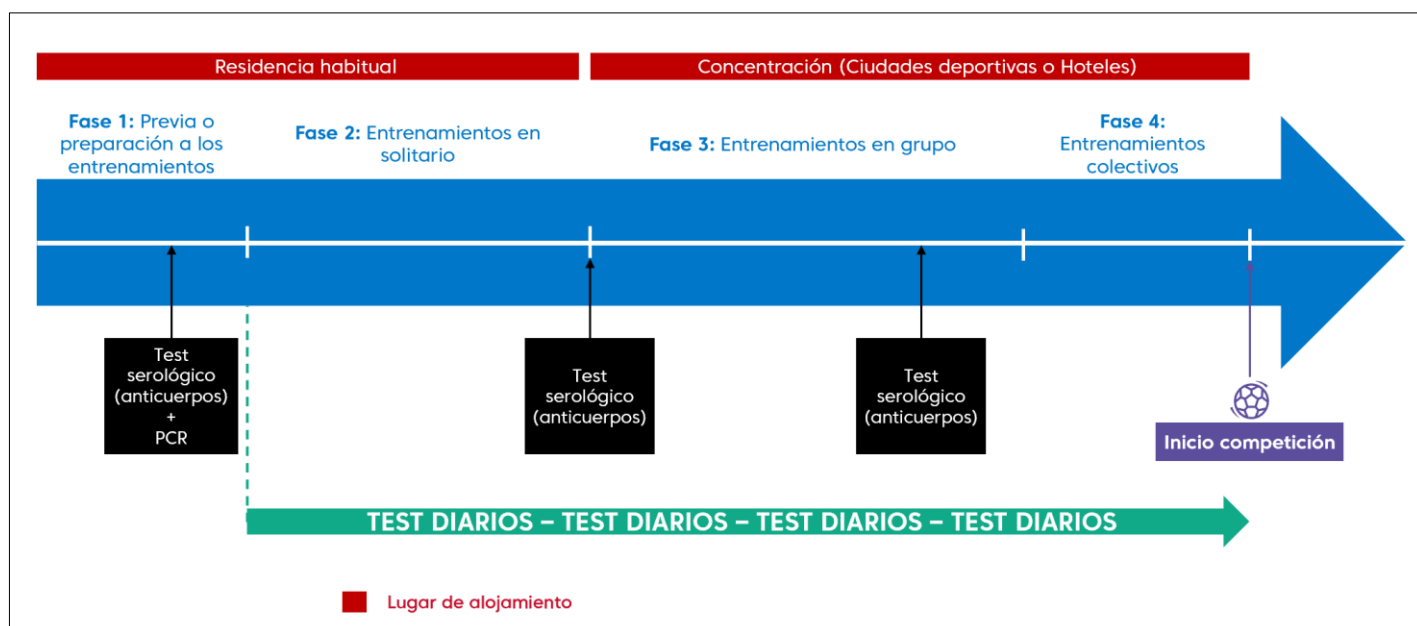 Residencia habitual
Concentración (Ciudades deportivas o Hoteles)
Fase 1: Previa o
preparación a los
entrenamientos
Fase 2: Entrenamientos en
solitario
Fase 3: Entrenamientos en grupo
Fase 4:
Entrenamientos
colectivos
Test
serológico
(anticuerpos)
+
PCR
Test
serológico
(anticuerpos)
Test
serológico
(anticuerpos)
Inicio competición
TEST DIARIOS – TEST DIARIOS – TEST DIARIOS – TEST DIARIOS
Lugar de alojamiento